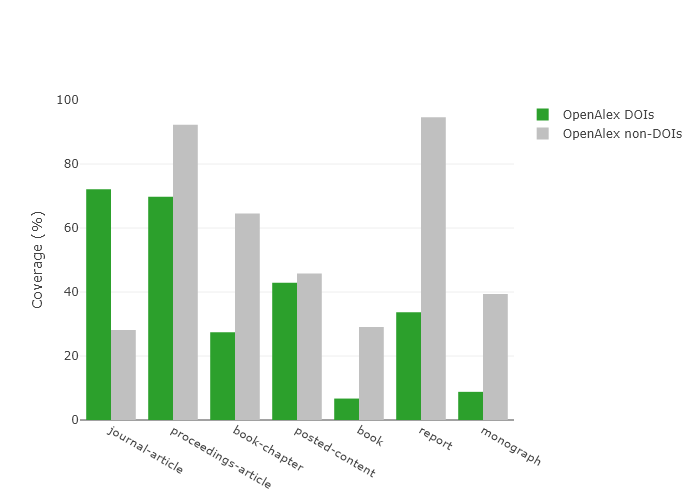 100
80
60
40
20
0
Coverage (%)
journal-article
proceedings-article
book-chapter
posted-content
book
report
monograph
OpenAlex DOIs
OpenAlex non-DOIs